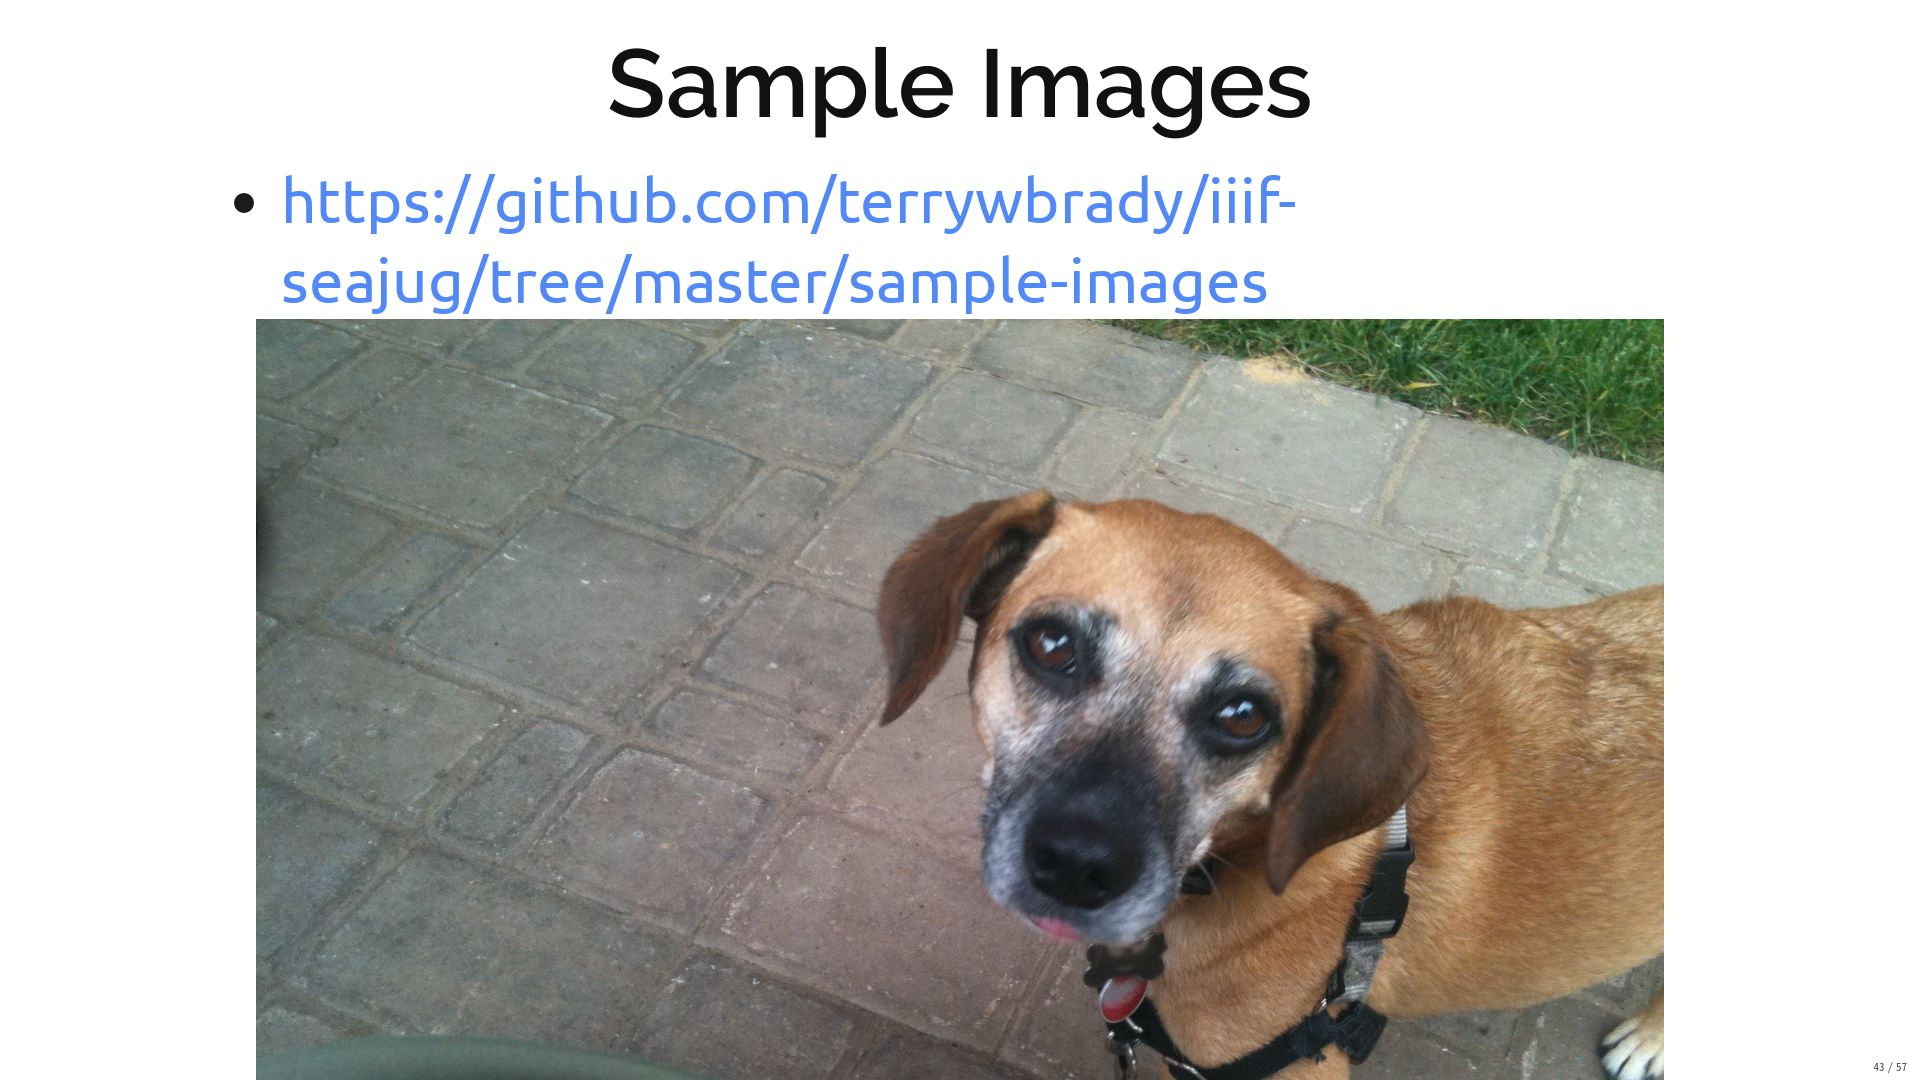 Sample Images
https://github.com/terrywbrady/iiif-
seajug/tree/master/sample-images
43 / 57